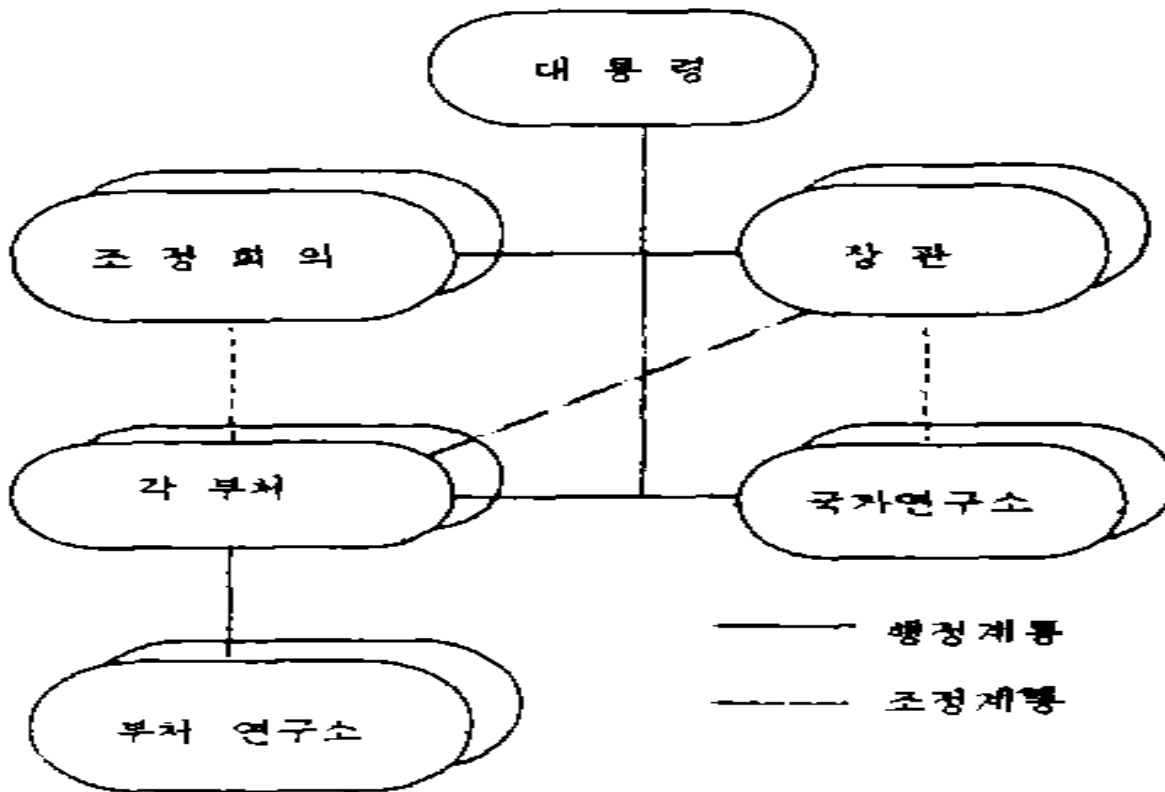 대통령
조정회의
장관
각 부처
국가연구소
행정계통
조정계통
부처 연구소